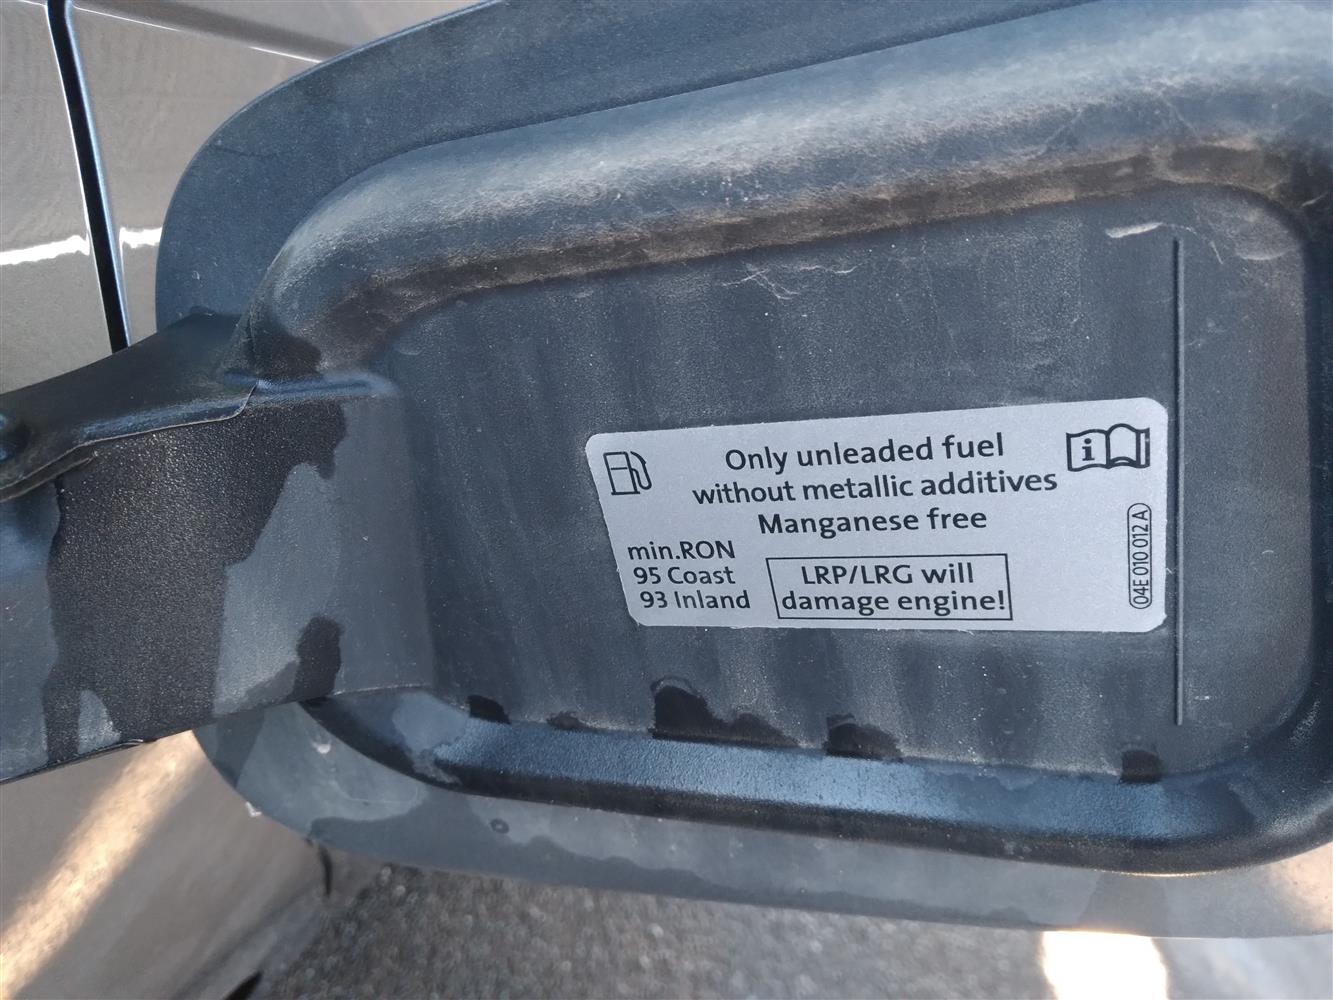 Only unleaded fuel
without metallic additives
Manganese free
min.RON
95 Coast
93 Inland
LRP/LRG will
damage engine!
i
04E 010 012 A